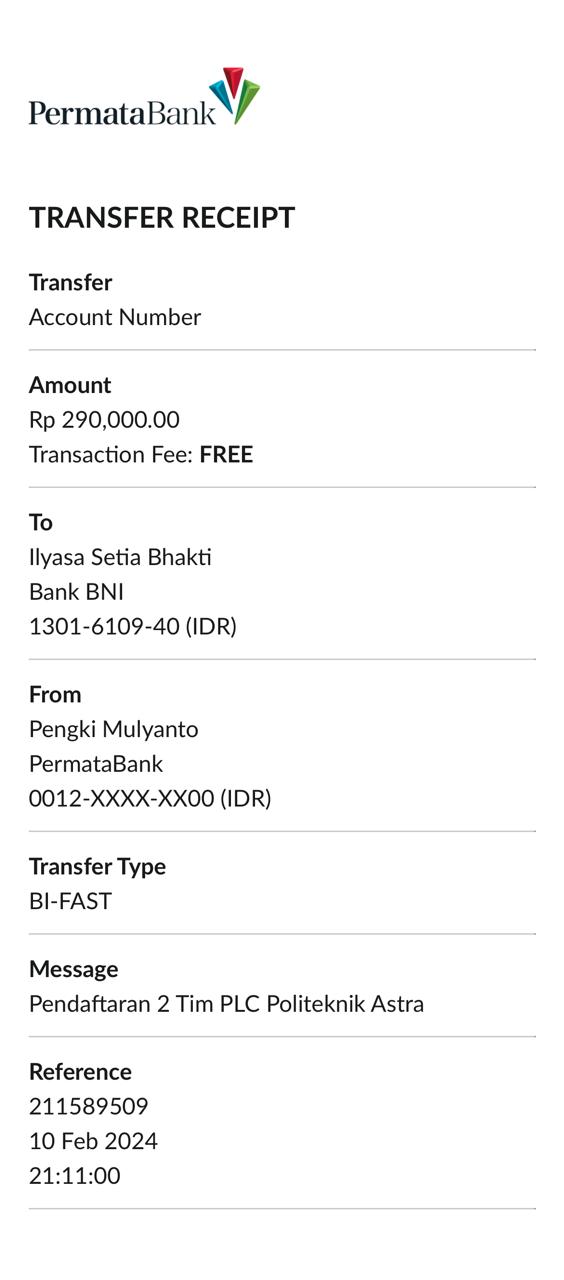 PermataBank
TRANSFER RECEIPT
Transfer
Account Number
Amount
Rp 290,000.00
Transaction Fee: FREE
To
Ilyasa Setia Bhakti
Bank BNI
1301-6109-40 (IDR)
From
Pengki Mulyanto
PermataBank
0012-XXXX-XX00 (IDR)
Transfer Type
BI-FAST
Message
Pendaftaran 2 Tim PLC Politeknik Astra
Reference
211589509
10 Feb 2024
21:11:00